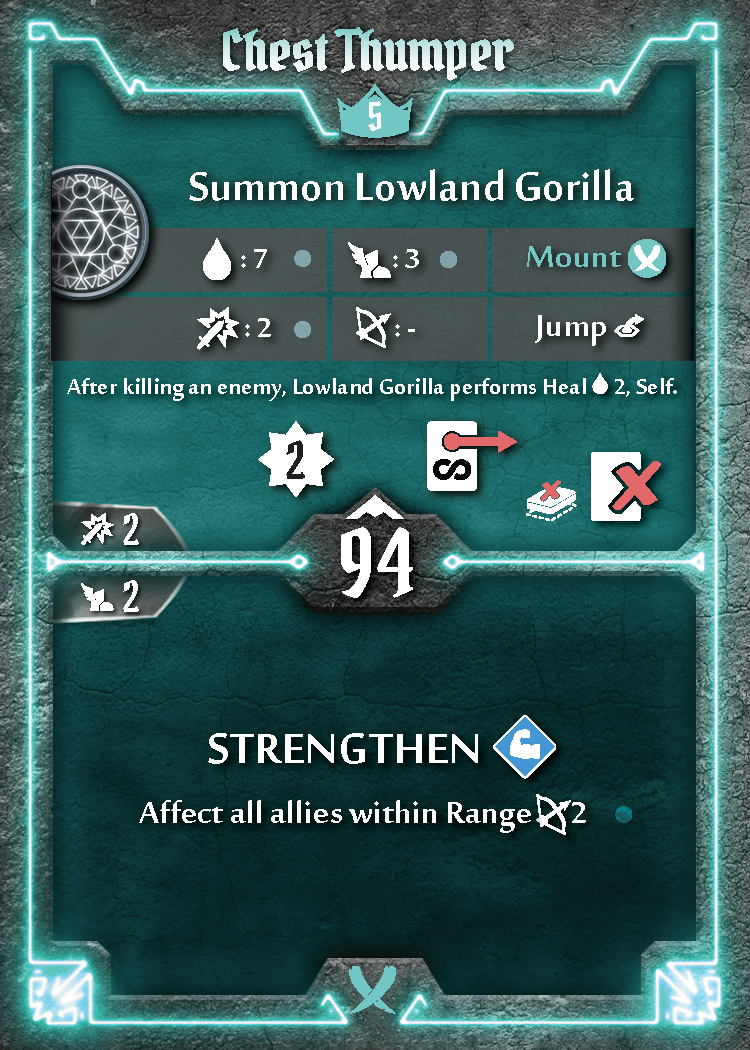 Chest Thumper
5
Summon Lowland Gorilla
: 7 : 3 Mount
: 2 : - Jump
After killing an enemy, Lowland Gorilla performs Heal 2, Self.
2
2
94
2
STRENGTHEN
Affect all allies within Range 2